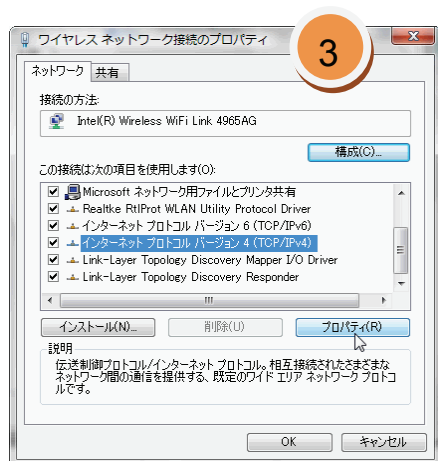 ワイヤレス ネットワーク接続のプロパティ
3
ネットワーク 共有
接続の方法:
Intel(R) Wireless WiFi Link 4965AG
構成(C)...
この接続は次の項目を使用します(O):
Microsoft ネットワーク用ファイルとプリンタ共有
Realtke RtlProt WLAN Utility Protocol Driver
インターネット プロトコル バージョン 6 (TCP/IPv6)
インターネット プロトコル バージョン 4 (TCP/IPv4)
Link-Layer Topology Discovery Mapper I/O Driver
Link-Layer Topology Discovery Responder
インストール(N)... 削除(U) プロパティ(R)
説明
伝送制御プロトコル/インターネット プロトコル。相互接続されたさまざまな
ネットワーク間の通信を提供する、既定のワイド エリア ネットワーク プロトコ
ルです。
OK キャンセル